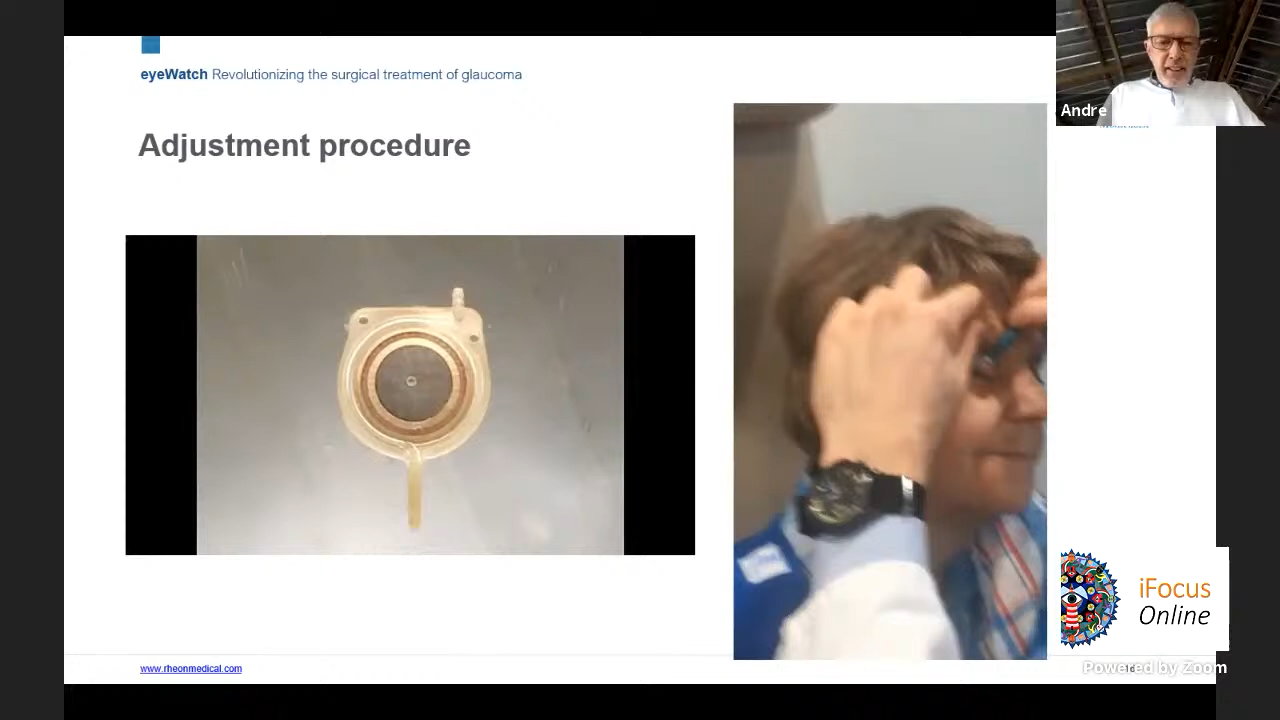 eyeWatch Revolutionizing the surgical treatment of glaucoma
Andre
Adjustment procedure
iFocus
Online
www.rheonmedical.com
Powered by Zoom